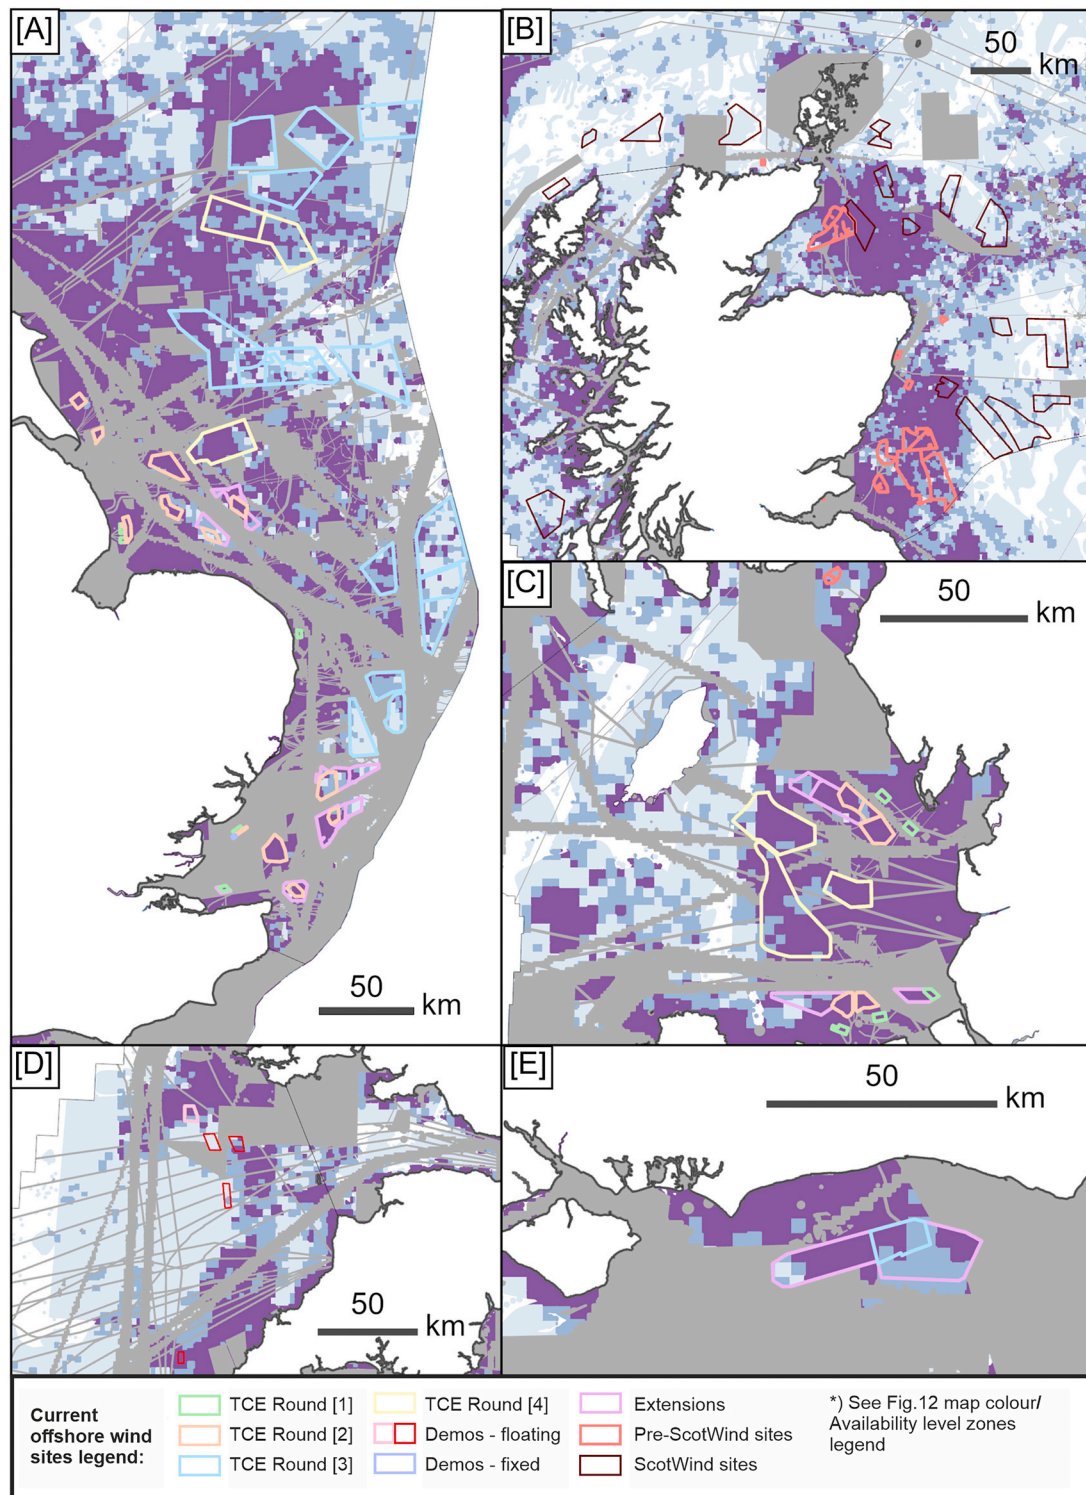 [A]
[B]
50
km
[C]
50
km
50
km
[D]
50
km
[E]
50
km
Current
offshore wind
sites legend:
TCE Round [1]
TCE Round [2]
TCE Round [3]
TCE Round [4]
Demos - floating
Demos - fixed
Extensions
Pre-ScotWind sites
ScotWind sites
*) See Fig.12 map colour/
Availability level zones
legend